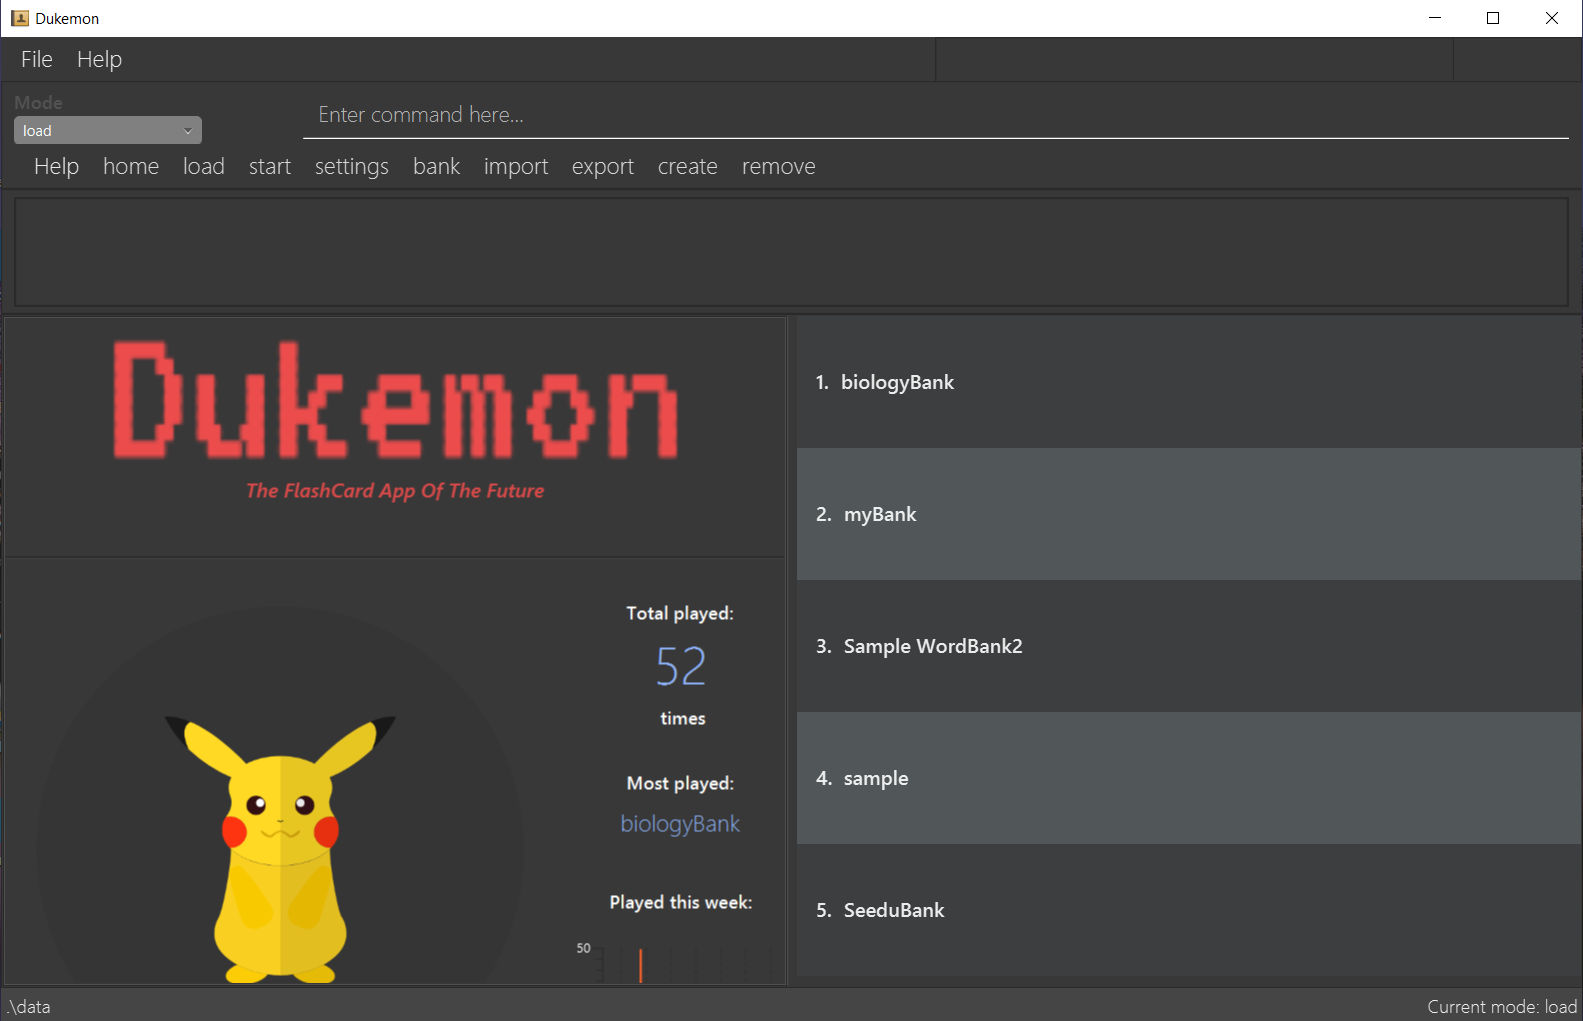 Dukemon
File Help
Mode
load
Enter command here...
Help home load start settings bank import export create remove
Dukemon
The FlashCard App Of The Future
Total played:
52
times
Most played:
biologyBank
Played this week:
50
1. biologyBank
2. myBank
3. Sample WordBank2
4. sample
5. SeeduBank
.\data
Current mode: load